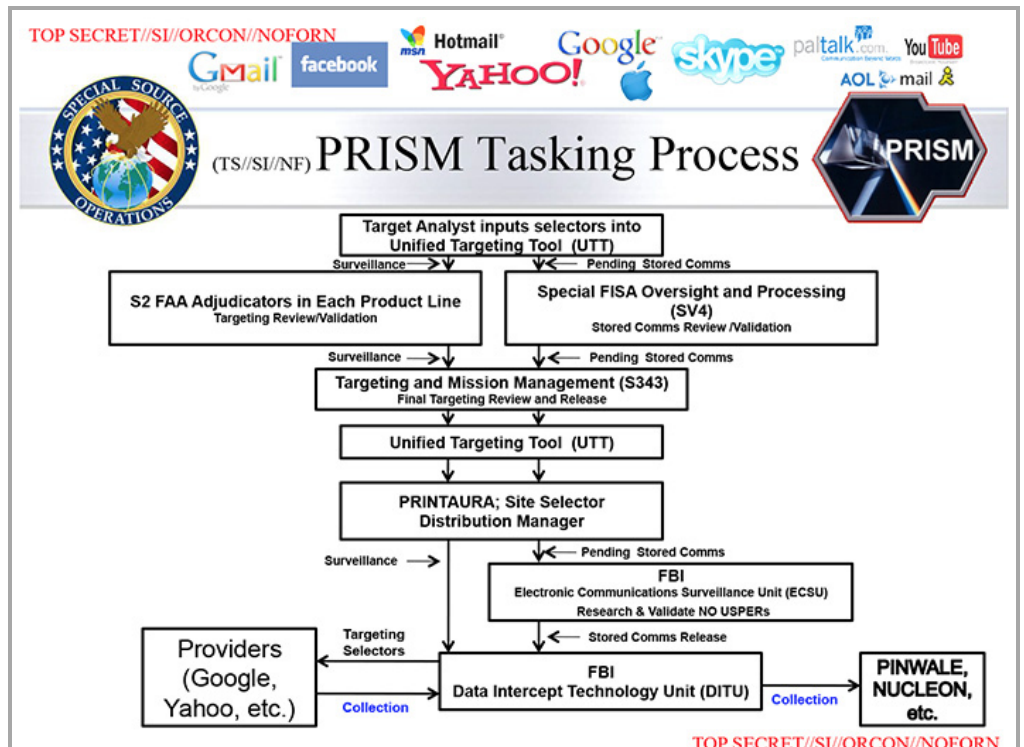 TOP SECRET//SI//ORCON//NOFORN
Gmail
by Google
facebook
msn Hotmail
YAHOO!
Google
skype
paltalk.com
Communication Beyond Words
YouTube
AOL mail
SPECIAL SOURCE
OPERATIONS
(TS//SI//NF) PRISM Tasking Process
PRISM
Target Analyst inputs selectors into
Unified Targeting Tool (UTT)
Surveillance
Pending Stored Comms
S2 FAA Adjudicators in Each Product Line
Targeting Review/Validation
Special FISA Oversight and Processing
(SV4)
Stored Comms Review /Validation
Surveillance
Pending Stored Comms
Targeting and Mission Management (S343)
Final Targeting Review and Release
Unified Targeting Tool (UTT)
PRINTAURA; Site Selector
Distribution Manager
Surveillance
Pending Stored Comms
FBI
Electronic Communications Surveillance Unit (ECSU)
Research & Validate NO USPERs
Stored Comms Release
Providers
(Google,
Yahoo, etc.)
Targeting
Selectors
Collection
FBI
Data Intercept Technology Unit (DITU)
Collection
PINWALE,
NUCLEON,
etc.
TOP SECRET//SI//ORCON//NOFORN